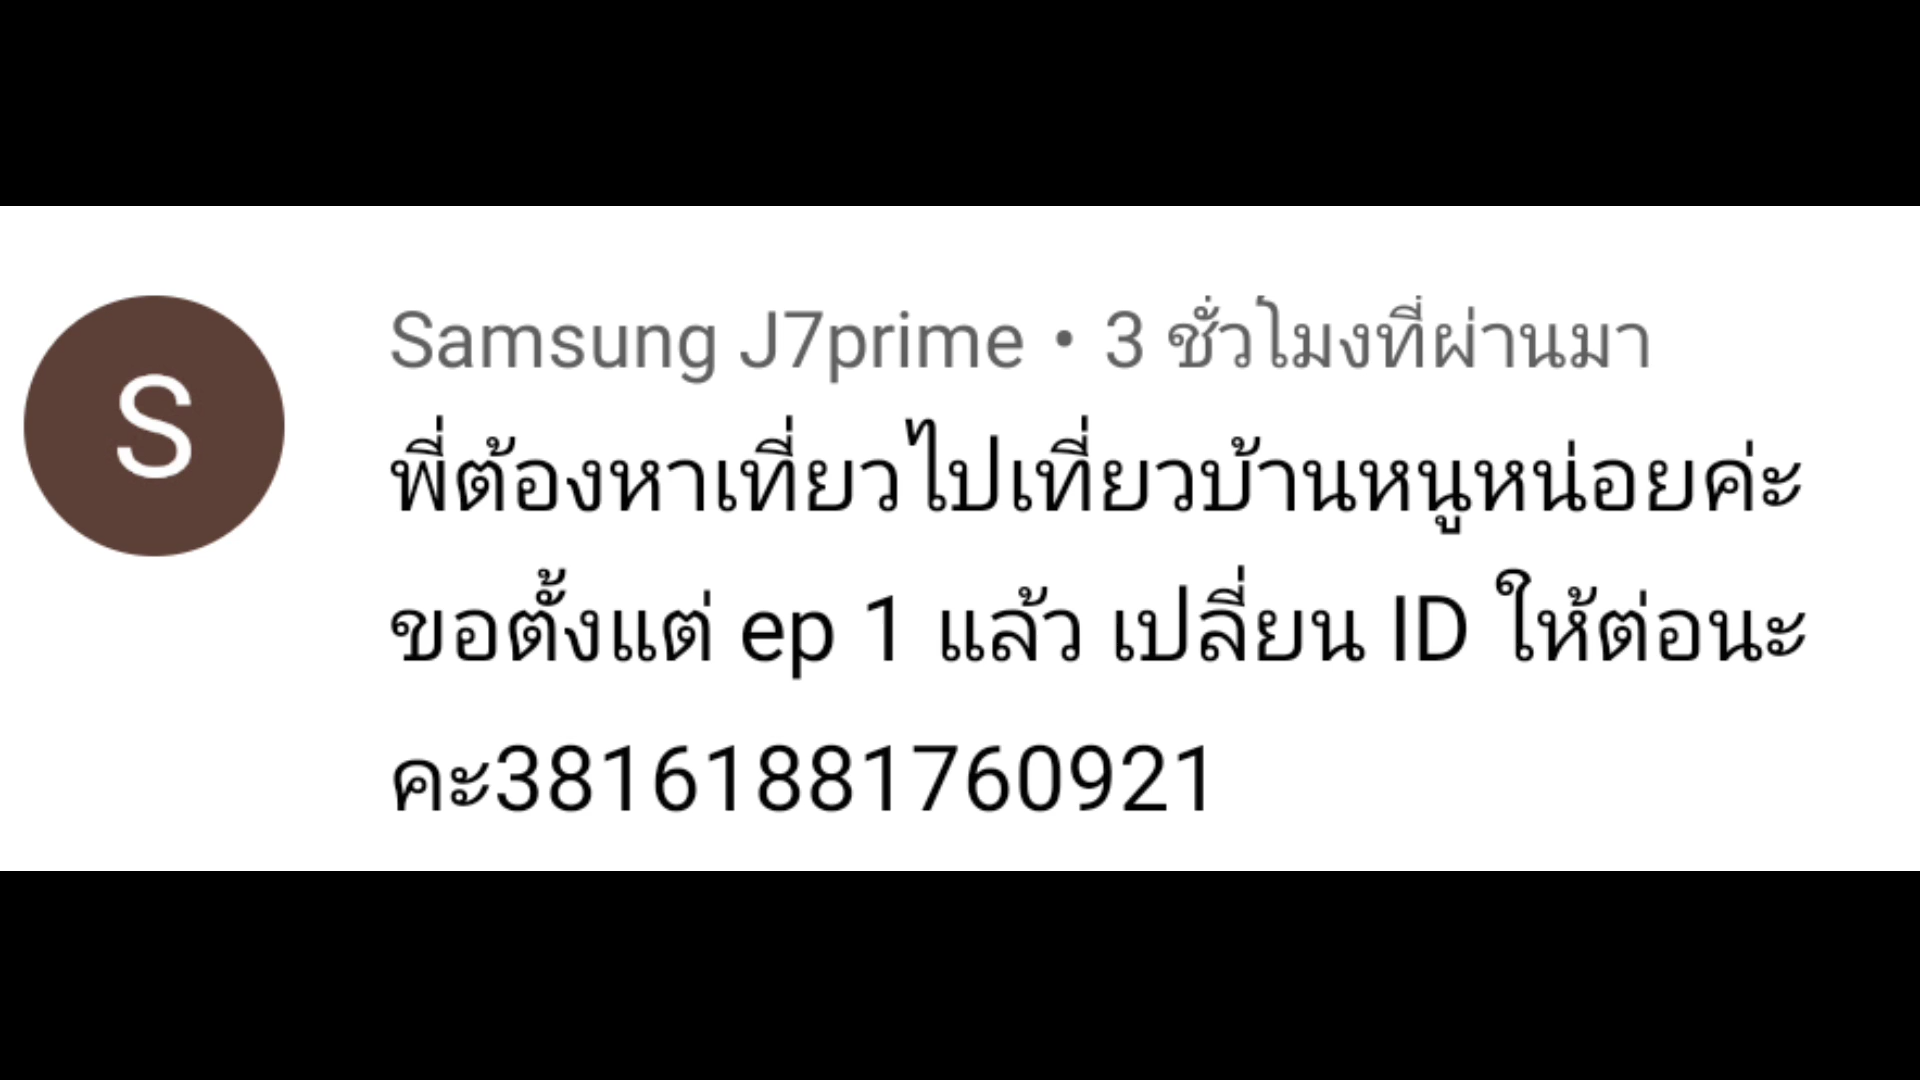 S
Samsung J7prime • 3 ชั่วโมงที่ผ่านมา
พี่ต้องหาเที่ยวไปเที่ยวบ้านหนูหน่อยค่ะ
ขอตั้งแต่ ep 1 แล้ว เปลี่ยน ID ให้ต่อนะ
คะ38161881760921